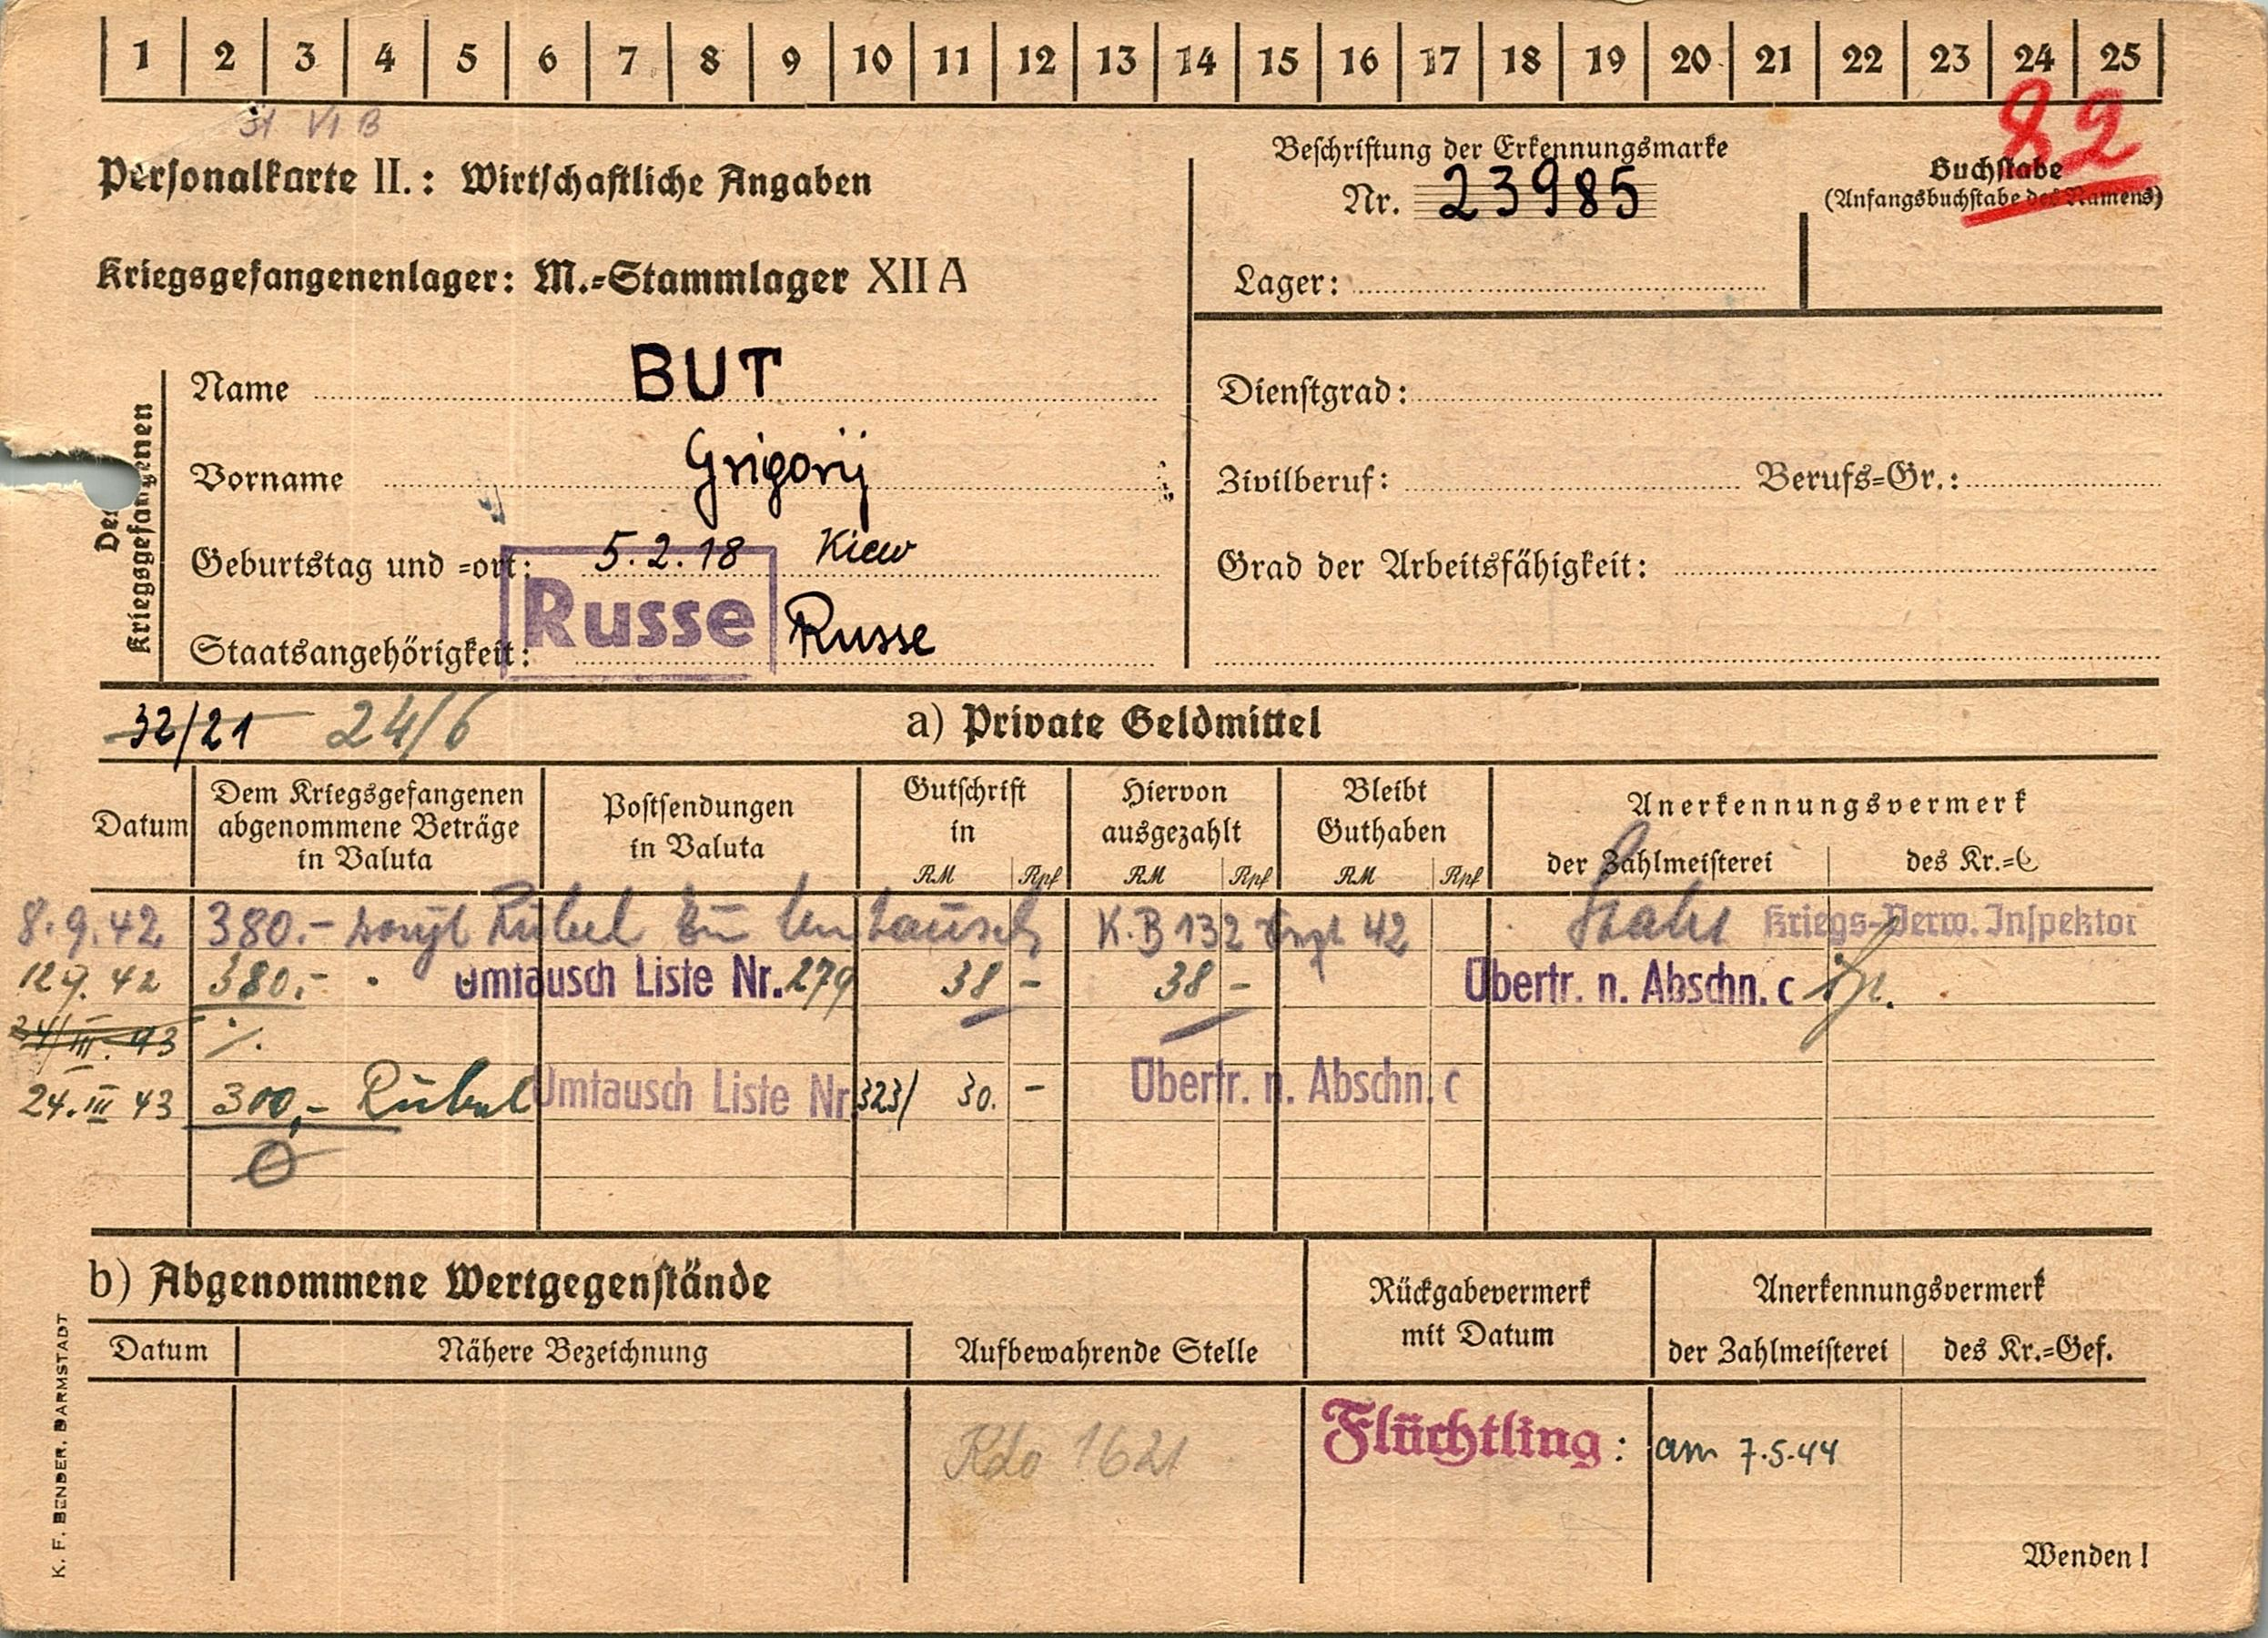 1 2 3 4 5 6 7 8 9 10 11 12 13 14 15 16 17 18 19 20 21 22 23 24 25
VI B
82
Personalkarte II.: Wirtschaftliche Angaben
Beschriftung der Erkennungsmarke
Nr. 23985
Buchstabe
(Anfangsbuchstabe des Namens)
Kriegsgefangenenlager: M.-Stammlager XII A
Lager:
Des Kriegsgefangenen
Name BUT
Vorname Grigorij
Geburtstag und -ort: 5.2.18 Kiew
Staatsangehörigkeit: Russe Russe
Dienstgrad:
Zivilberuf: Berufs-Gr.:
Grad der Arbeitsfähigkeit:
32/21 24/6
a) Private Geldmittel
Datum
Dem Kriegsgefangenen abgenommene Beträge in Valuta
Postsendungen in Valuta
Gutschrift in RM Rpf
Hiervon ausgezahlt RM Rpf
Bleibt Guthaben RM Rpf
Anerkennungsvermerk
der Zahlmeisterei des Kr.=G
8.9.42 380.- Rubel K.B 132 42 Kriegs-Verw. Inspektor
12.9.42 380,- Umtausch Liste Nr. 279 38 - 38 - Übertr. n. Abschn. c
24/III. 43 ./.
24. III 43 300,- Rubel Umtausch Liste Nr. 323/ 30. - Übertr. n. Abschn. c
0
b) Abgenommene Wertgegenstände
Datum
Nähere Bezeichnung
Aufbewahrende Stelle
Rückgabevermerk mit Datum
Anerkennungsvermerk
der Zahlmeisterei des Kr.=Gef.
Kdo 1621
Flüchtling: am 7.5.44
K. F. BENDER, DARMSTADT
Wenden!